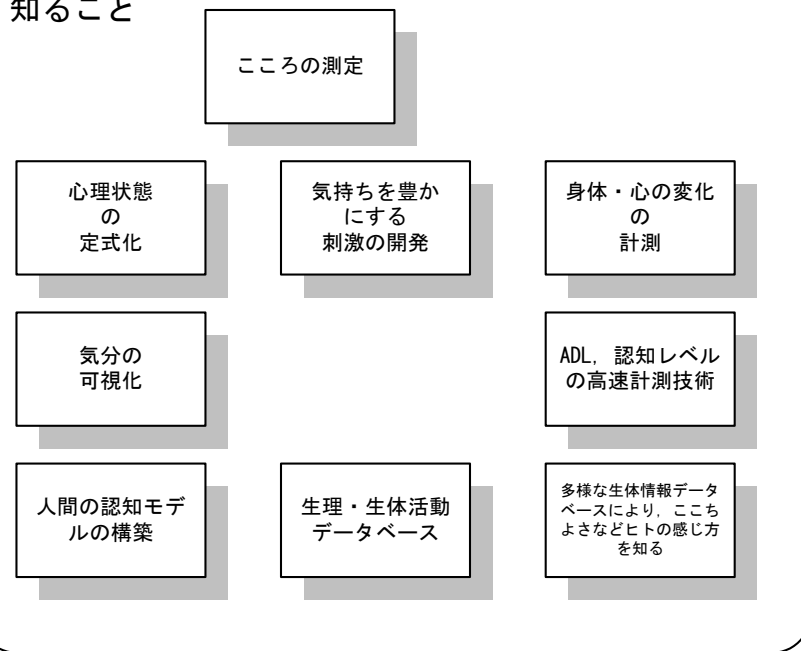 知ること
こころの測定
心理状態
の
定式化
気持ちを豊か
にする
刺激の開発
身体・心の変化
の
計測
気分の
可視化
ADL，認知レベル
の高速計測技術
人間の認知モデ
ルの構築
生理・生体活動
データベース
多様な生体情報データ
ベースにより，ここち
よさなどヒトの感じ方
を知る